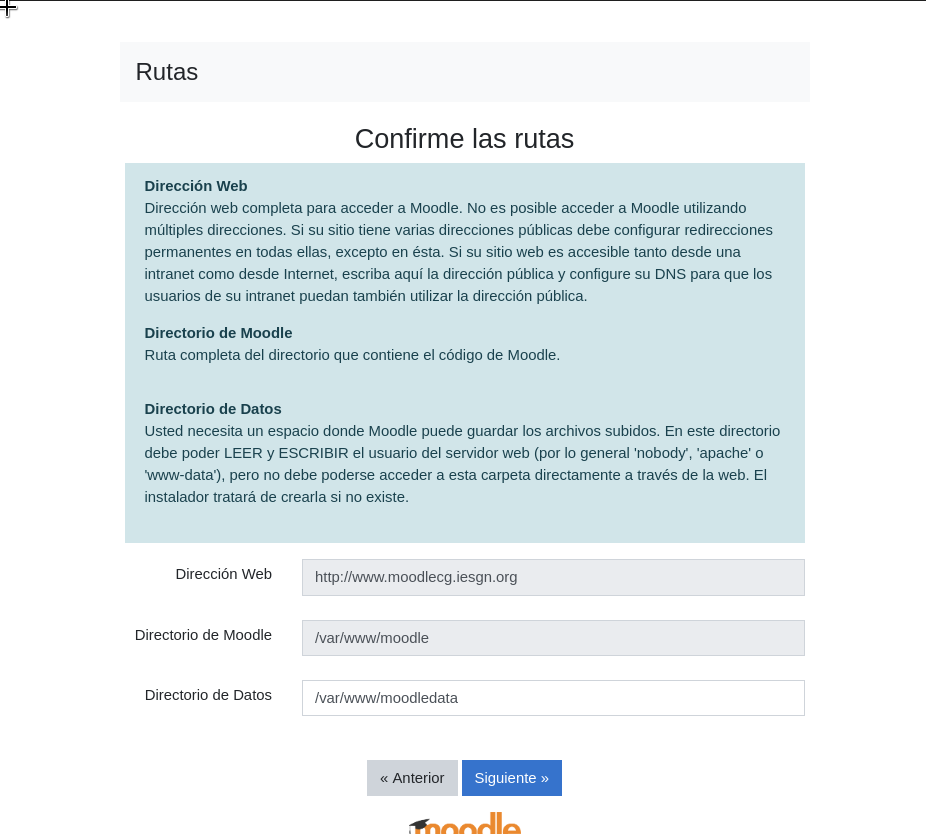 Rutas
Confirme las rutas
Dirección Web
Dirección web completa para acceder a Moodle. No es posible acceder a Moodle utilizando
múltiples direcciones. Si su sitio tiene varias direcciones públicas debe configurar redirecciones
permanentes en todas ellas, excepto en ésta. Si su sitio web es accesible tanto desde una
intranet como desde Internet, escriba aquí la dirección pública y configure su DNS para que los
usuarios de su intranet puedan también utilizar la dirección pública.
Directorio de Moodle
Ruta completa del directorio que contiene el código de Moodle.
Directorio de Datos
Usted necesita un espacio donde Moodle puede guardar los archivos subidos. En este directorio
debe poder LEER y ESCRIBIR el usuario del servidor web (por lo general 'nobody', 'apache' o
'www-data'), pero no debe poderse acceder a esta carpeta directamente a través de la web. El
instalador tratará de crearla si no existe.
Dirección Web http://www.moodlecg.iesgn.org
Directorio de Moodle /var/www/moodle
Directorio de Datos /var/www/moodledata
« Anterior Siguiente »
moodle